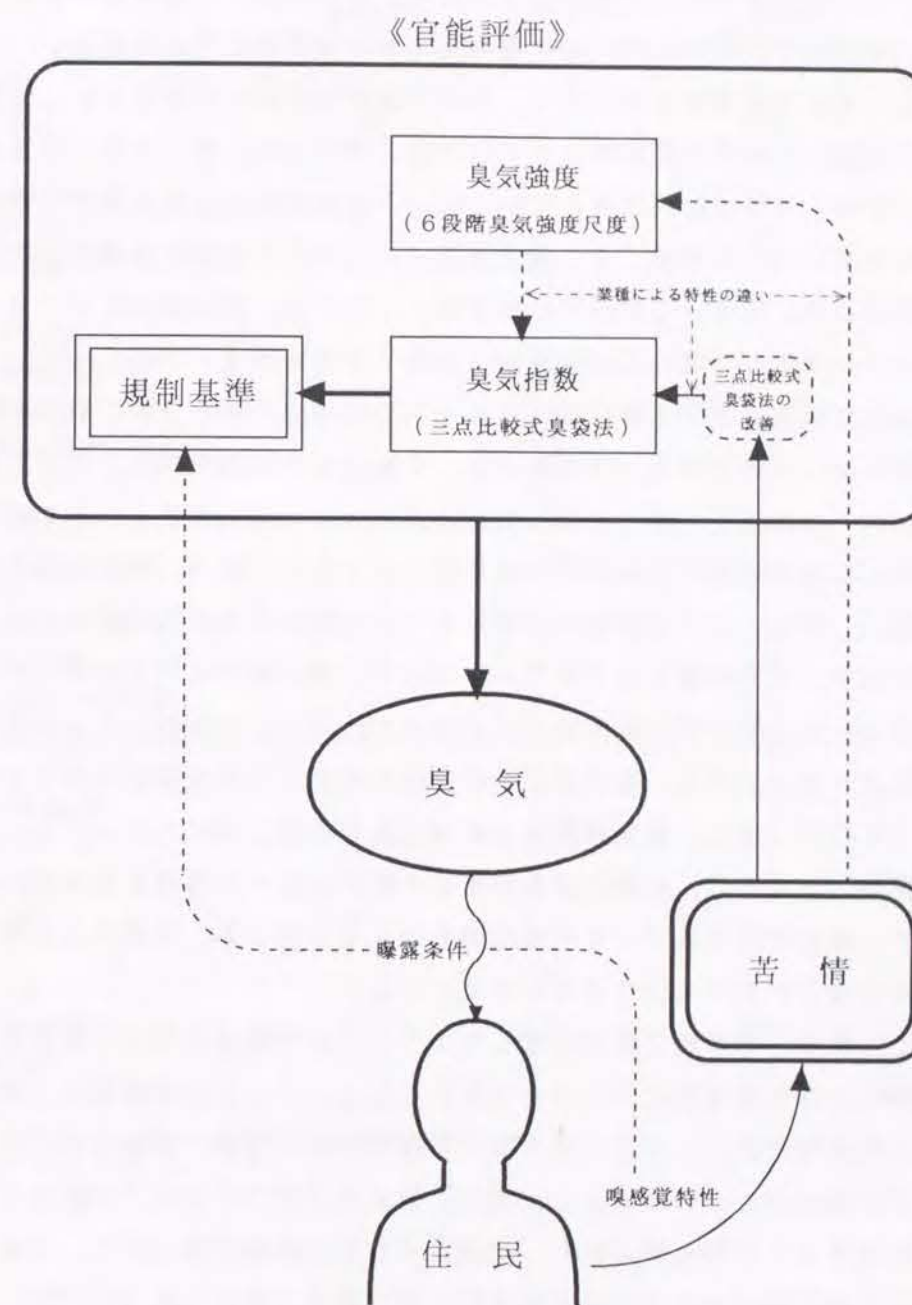 《官能評価》
臭気強度
(6段階臭気強度尺度)
業種による特性の違い
規制基準
臭気指数
(三点比較式臭袋法)
三点比較式
臭袋法の
改善
臭 気
曝露条件
苦 情
嗅感覚特性
住 民